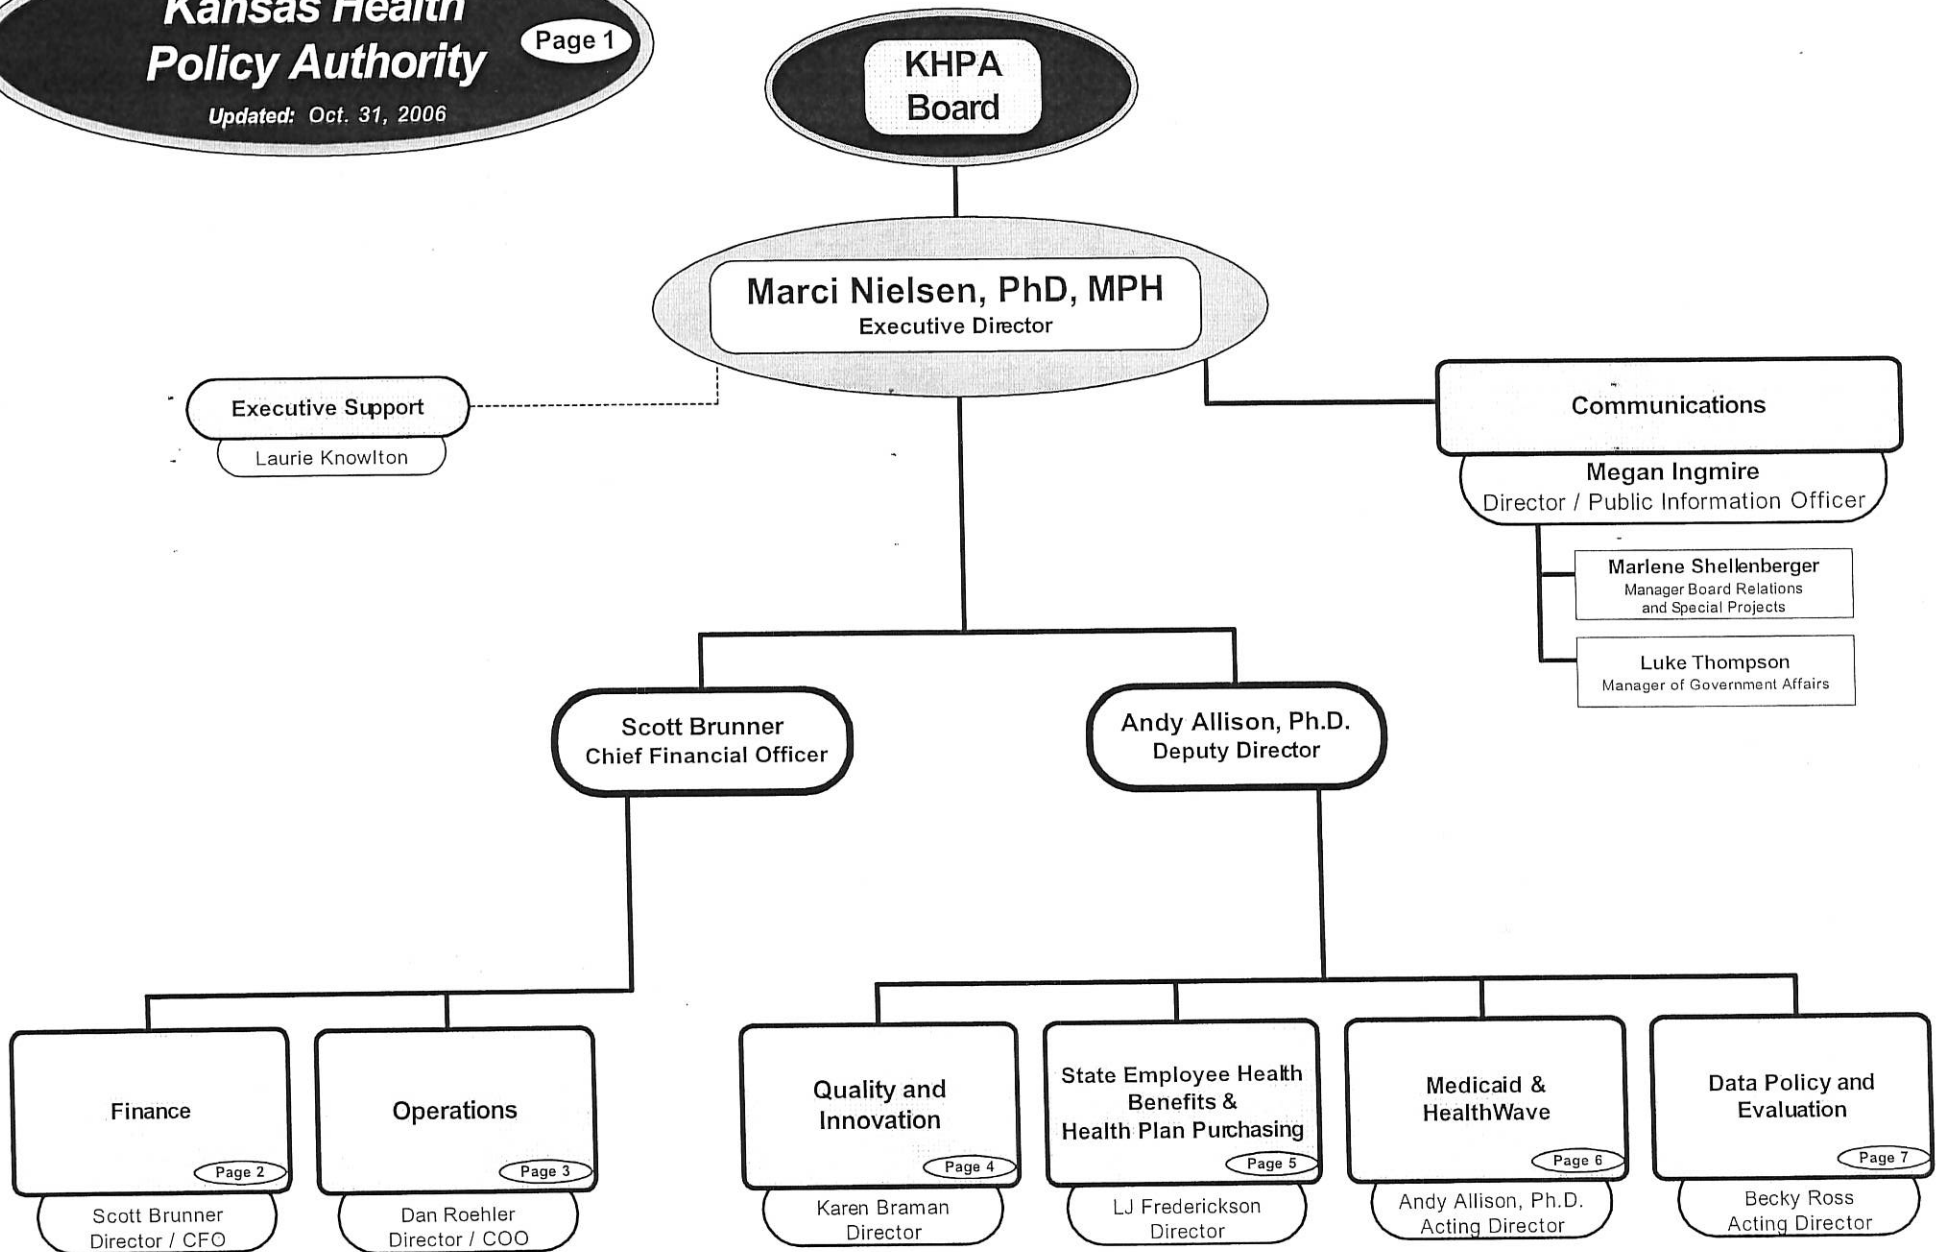 Kansas Health
Policy Authority
Page 1
Updated: Oct. 31, 2006
KHPA
Board
Marci Nielsen, PhD, MPH
Executive Director
Executive Support
Laurie Knowlton
Communications
Megan Ingmire
Director / Public Information Officer
Marlene Shellenberger
Manager Board Relations
and Special Projects
Luke Thompson
Manager of Government Affairs
Scott Brunner
Chief Financial Officer
Andy Allison, Ph.D.
Deputy Director
Finance
Page 2
Scott Brunner
Director / CFO
Operations
Page 3
Dan Roehler
Director / COO
Quality and
Innovation
Page 4
Karen Braman
Director
State Employee Health
Benefits &
Health Plan Purchasing
Page 5
LJ Frederickson
Director
Medicaid &
HealthWave
Page 6
Andy Allison, Ph.D.
Acting Director
Data Policy and
Evaluation
Page 7
Becky Ross
Acting Director